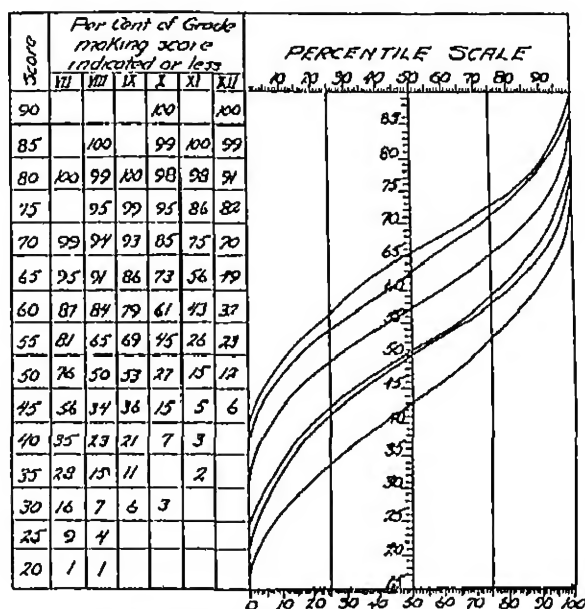 Per Cent of Grade
making score
indicated or less
Score
VII VIII IX X XI XII
90 100 100
85 100 99 100 99
80 100 99 100 98 98 91
75 95 99 95 86 82
70 99 94 93 85 75 70
65 95 91 86 73 56 49
60 87 84 79 61 43 32
55 81 65 69 45 26 23
50 76 50 53 27 15 12
45 56 34 36 15 5 6
40 35 23 21 7 3
35 28 15 11 2
30 16 7 6 3
25 9 4
20 1 1
PERCENTILE SCALE
10 20 30 40 50 60 70 80 90
85
80
75
70
65
60
55
50
45
40
35
30
25
20
0 10 20 30 40 50 60 70 80 90 100